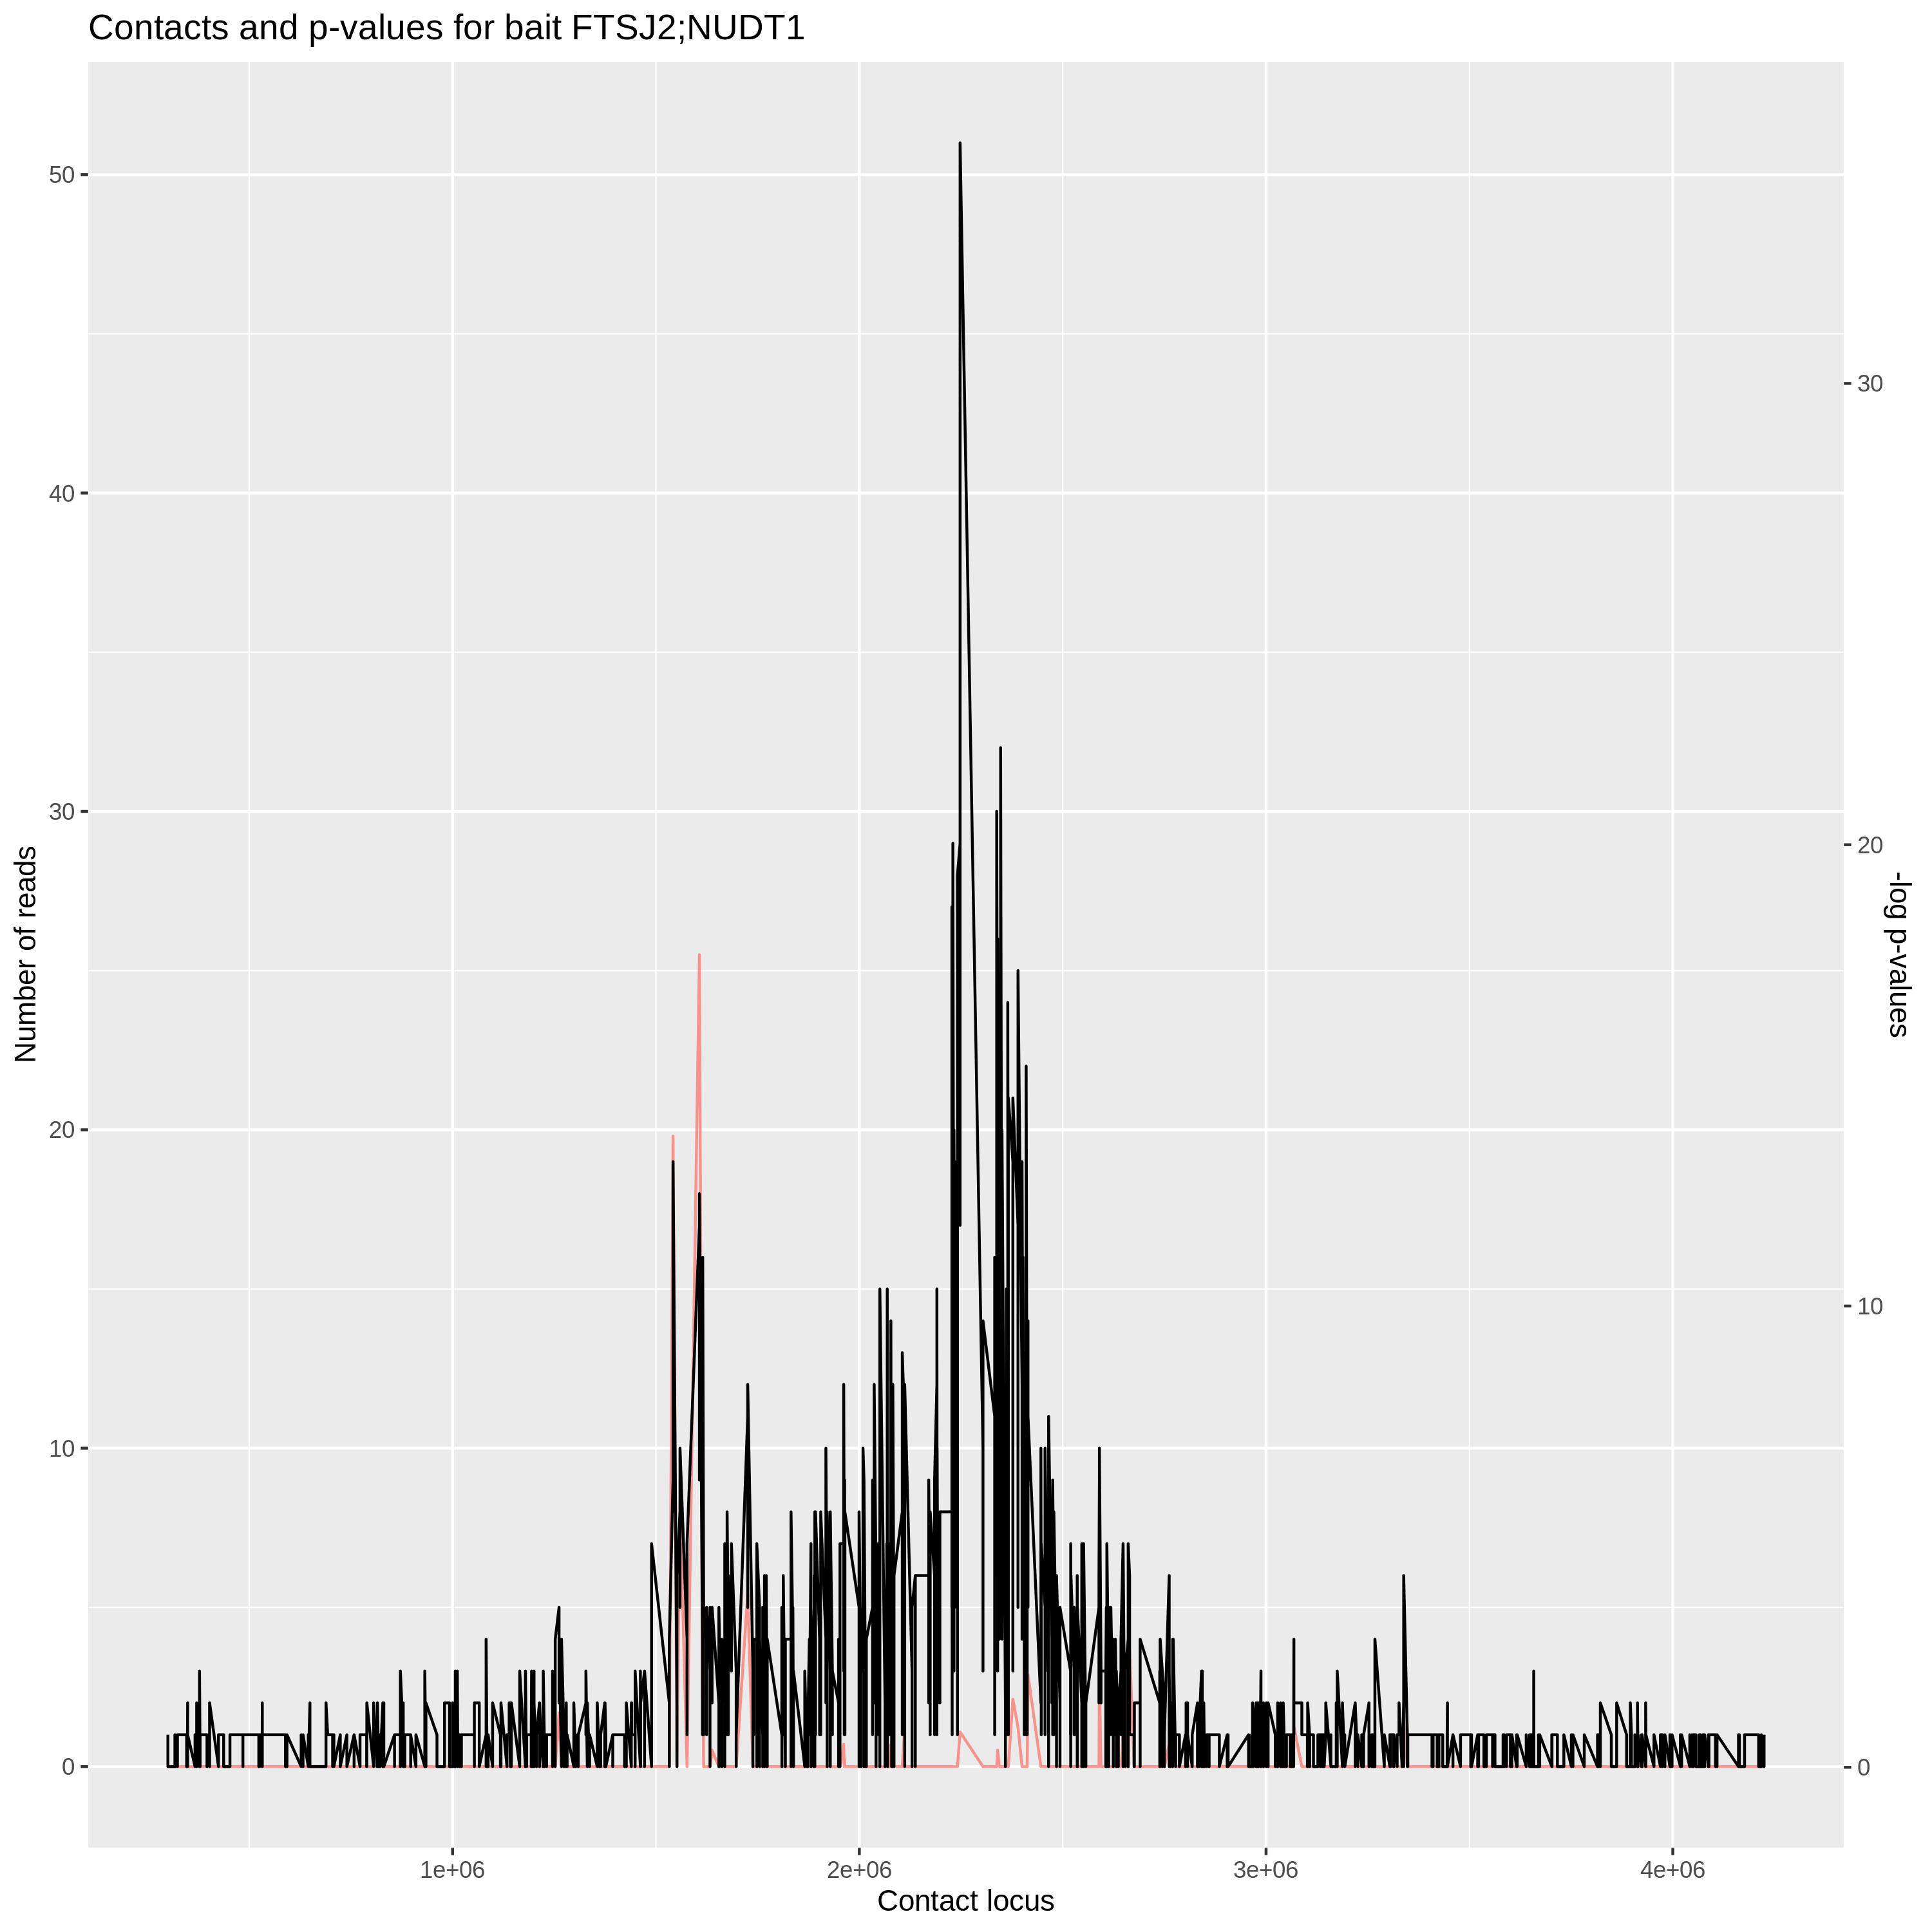 Contacts and p-values for bait FTSJ2;NUDT1
50
40
30
20
10
0
Number of reads
30
20
10
0
-log p-values
1e+06
2e+06
3e+06
4e+06
Contact locus